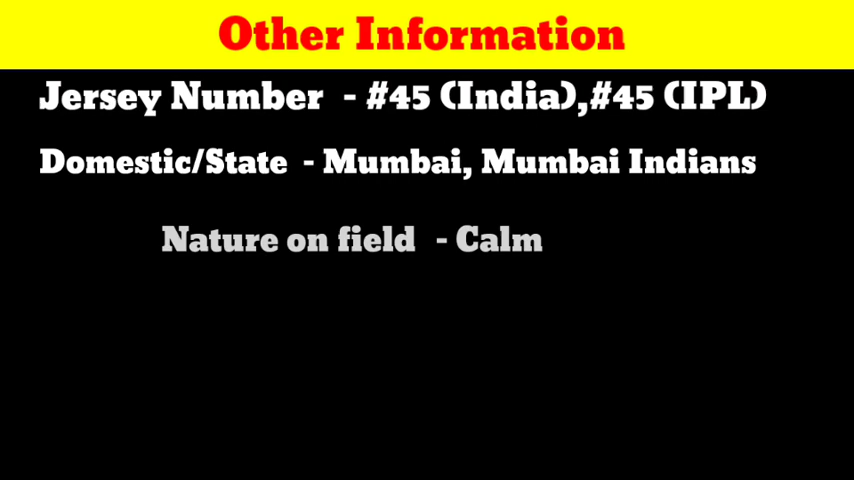 Other Information
Jersey Number - #45 (India),#45 (IPL)
Domestic/State - Mumbai, Mumbai Indians
Nature on field - Calm